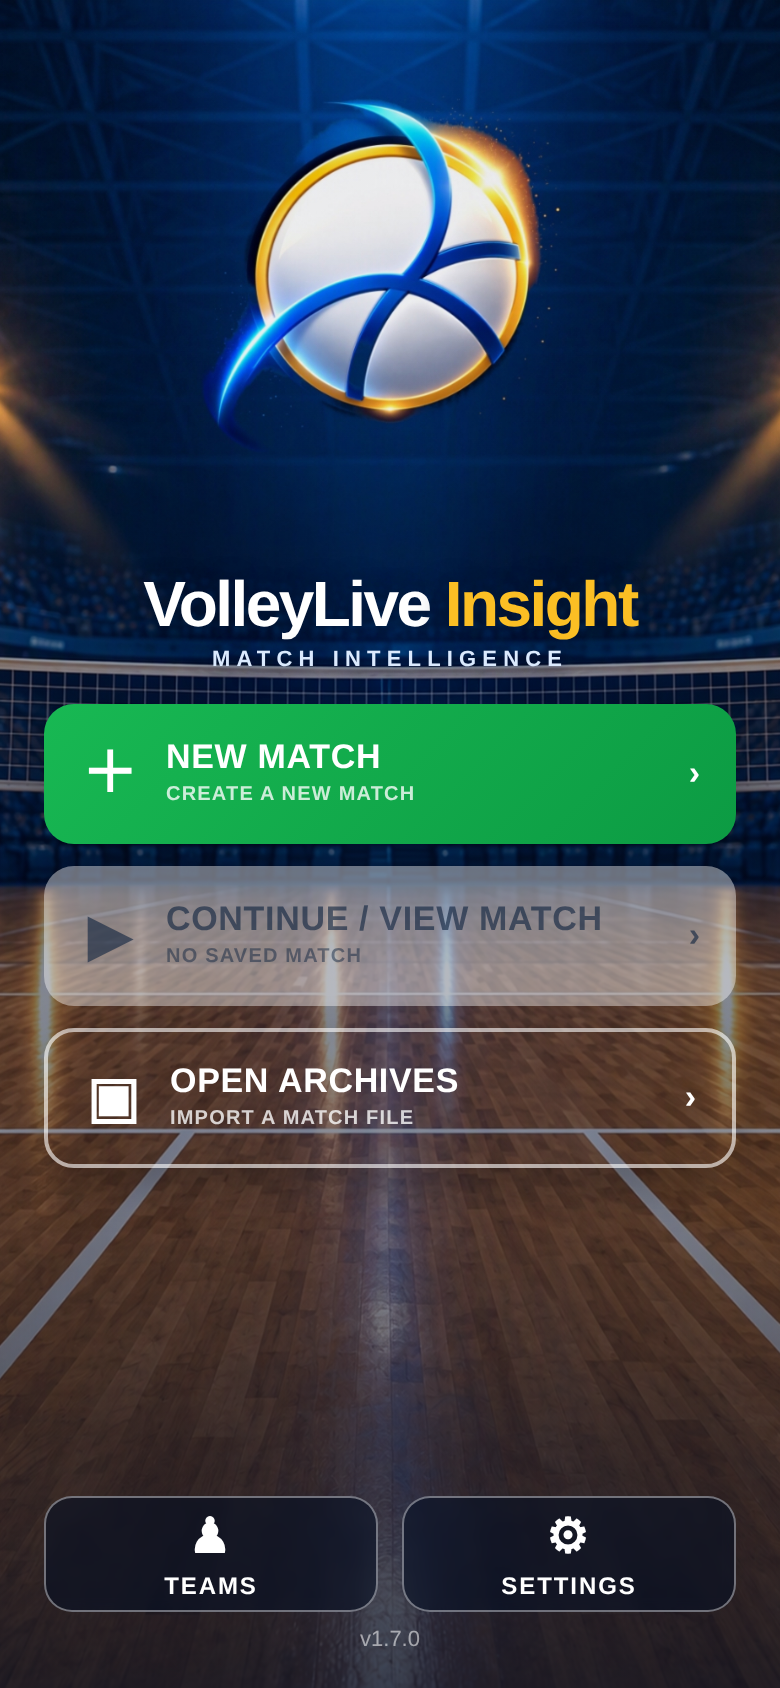 VolleyLive Insight
MATCH INTELLIGENCE
NEW MATCH
CREATE A NEW MATCH
CONTINUE / VIEW MATCH
NO SAVED MATCH
OPEN ARCHIVES
IMPORT A MATCH FILE
TEAMS
SETTINGS
v1.7.0